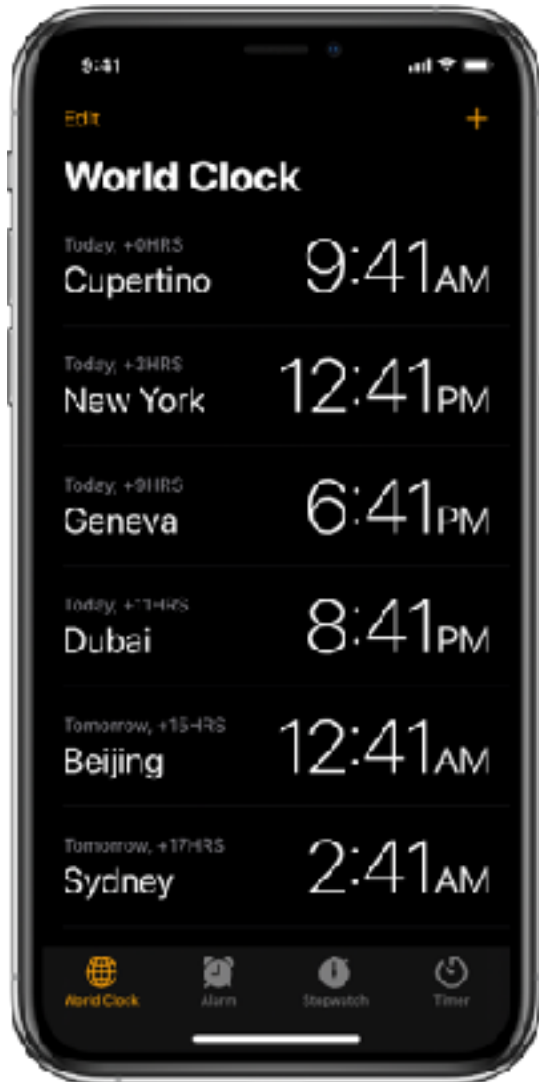 9:41
Edit
+
World Clock
Today, +0HRS
Cupertino
9:41AM
Today, +3HRS
New York
12:41PM
Today, +9HRS
Geneva
6:41PM
Today, +11HRS
Dubai
8:41PM
Tomorrow, +15HRS
Beijing
12:41AM
Tomorrow, +17HRS
Sydney
2:41AM
World Clock
Alarm
Stopwatch
Timer